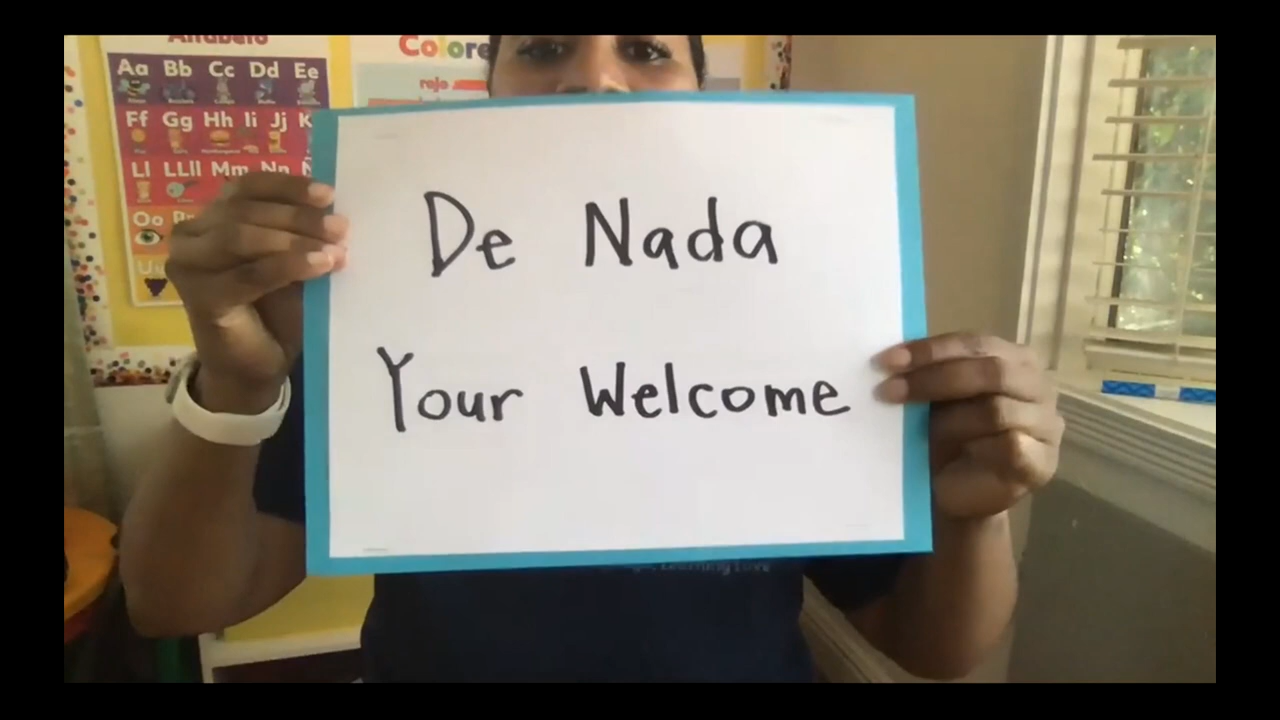 Alfabeto
Colore
rojo
Aa Bb Cc Dd Ee
Ff Gg Hh Ii Jj K
Ll LLll Mm Nn Ñ
Oo
De Nada
Your Welcome